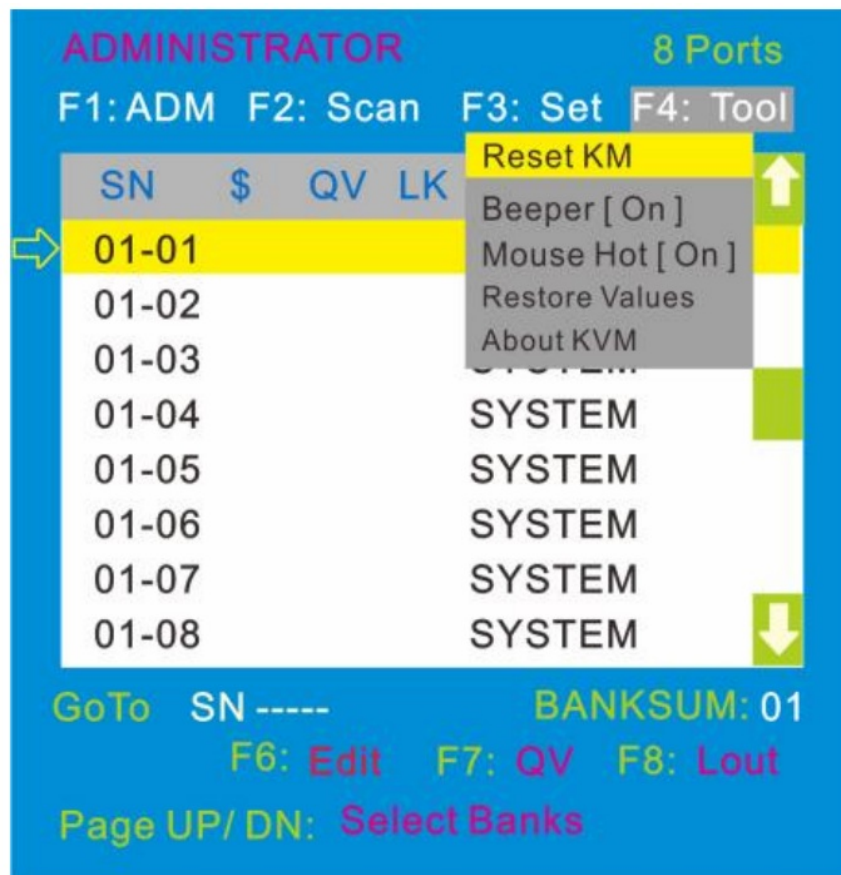 ADMINISTRATOR 8 Ports
F1: ADM F2: Scan F3: Set F4: Tool
SN $ QV LK
Reset KM
Beeper [ On ]
Mouse Hot [ On ]
Restore Values
About KVM
01-01
01-02
01-03
01-04 SYSTEM
01-05 SYSTEM
01-06 SYSTEM
01-07 SYSTEM
01-08 SYSTEM
GoTo SN ----- BANKSUM: 01
F6: Edit F7: QV F8: Lout
Page UP/ DN: Select Banks